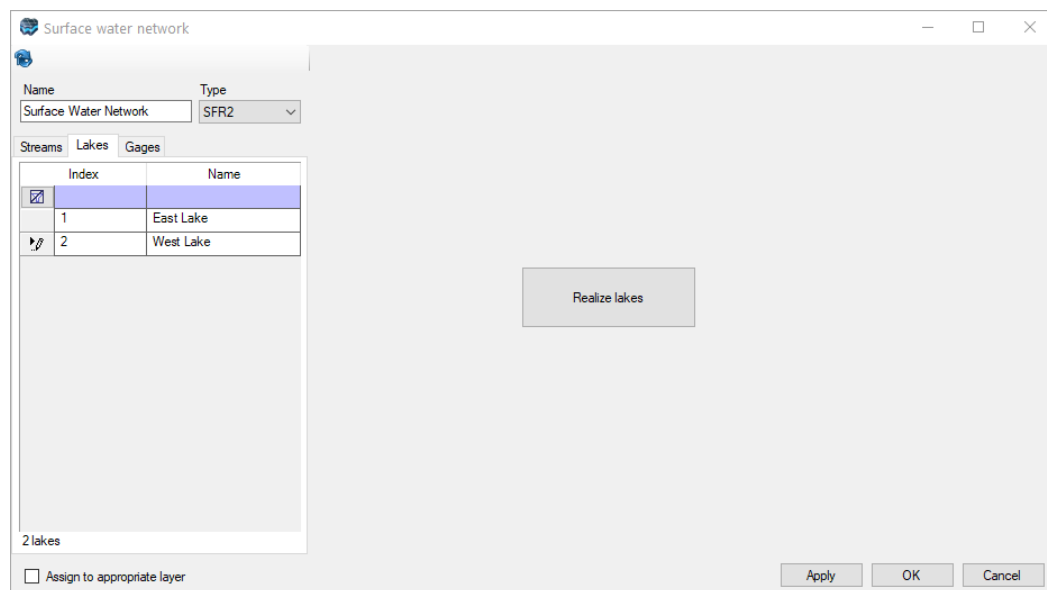 Surface water network
Name Type
Surface Water Network SFR2
Streams Lakes Gages
Index Name
1 East Lake
2 West Lake
Realize lakes
2 lakes
Assign to appropriate layer Apply OK Cancel